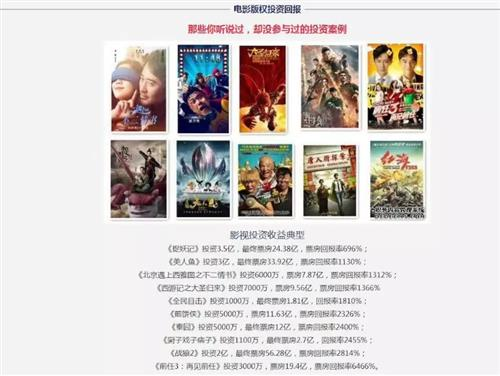 电影版权投资回报
那些你听说过，却没参与过的投资案例
影视投资收益典型
《捉妖记》投资3.5亿，最终票房24.38亿，票房回报率696%；
《美人鱼》投资3亿，最终票房33.92亿，票房回报率1130%；
《北京遇上西雅图之不二情书》投资6000万，票房7.87亿，票房回报率1312%；
《西游记之大圣归来》投资7000万，票房9.56亿，票房回报率1366%
《全民目击》投资1000万，最终票房1.81亿，票房回报率1810%；
《煎饼侠》投资5000万，票房11.63亿，票房回报率2326%；
《泰囧》投资5000万，最终票房12亿，票房回报率2400%；
《厨子戏子痞子》投资1100万，最终票房2.7亿，回报率2455%；
《战狼2》投资2亿，最终票房56.28亿，票房回报率2814%；
《前任3：再见前任》投资3000万，票房19.4亿，票房回报率6466%。